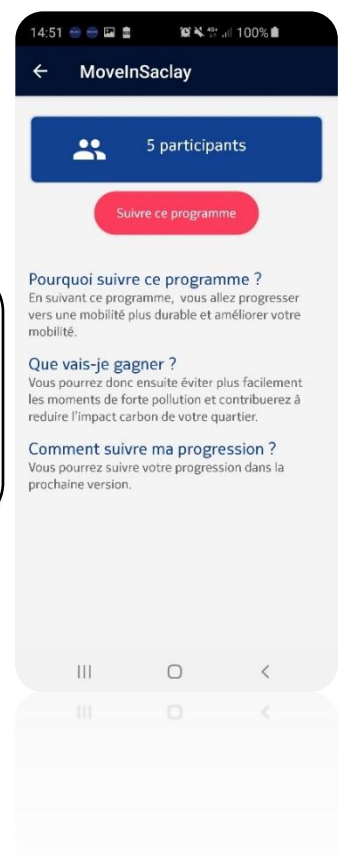 14:51 100%
MoveInSaclay
5 participants
Suivre ce programme
Pourquoi suivre ce programme ?
En suivant ce programme, vous allez progresser
vers une mobilité plus durable et améliorer votre
mobilité.
Que vais-je gagner ?
Vous pourrez donc ensuite éviter plus facilement
les moments de forte pollution et contribuerez à
reduire l'impact carbon de votre quartier.
Comment suivre ma progression ?
Vous pourrez suivre votre progression dans la
prochaine version.